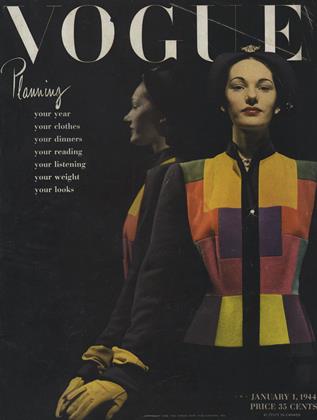 VOGUE
Planning
your year
your clothes
your dinners
your reading
your listening
your weight
your looks
JANUARY 1, 1944
PRICE 35 CENTS